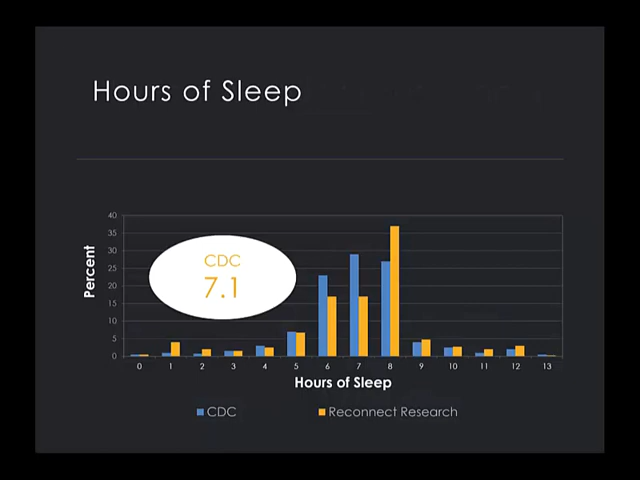 Hours of Sleep
40
35
30
25
20
15
10
5
0
Percent
CDC
7.1
0 1 2 3 4 5 6 7 8 9 10 11 12 13
Hours of Sleep
CDC Reconnect Research